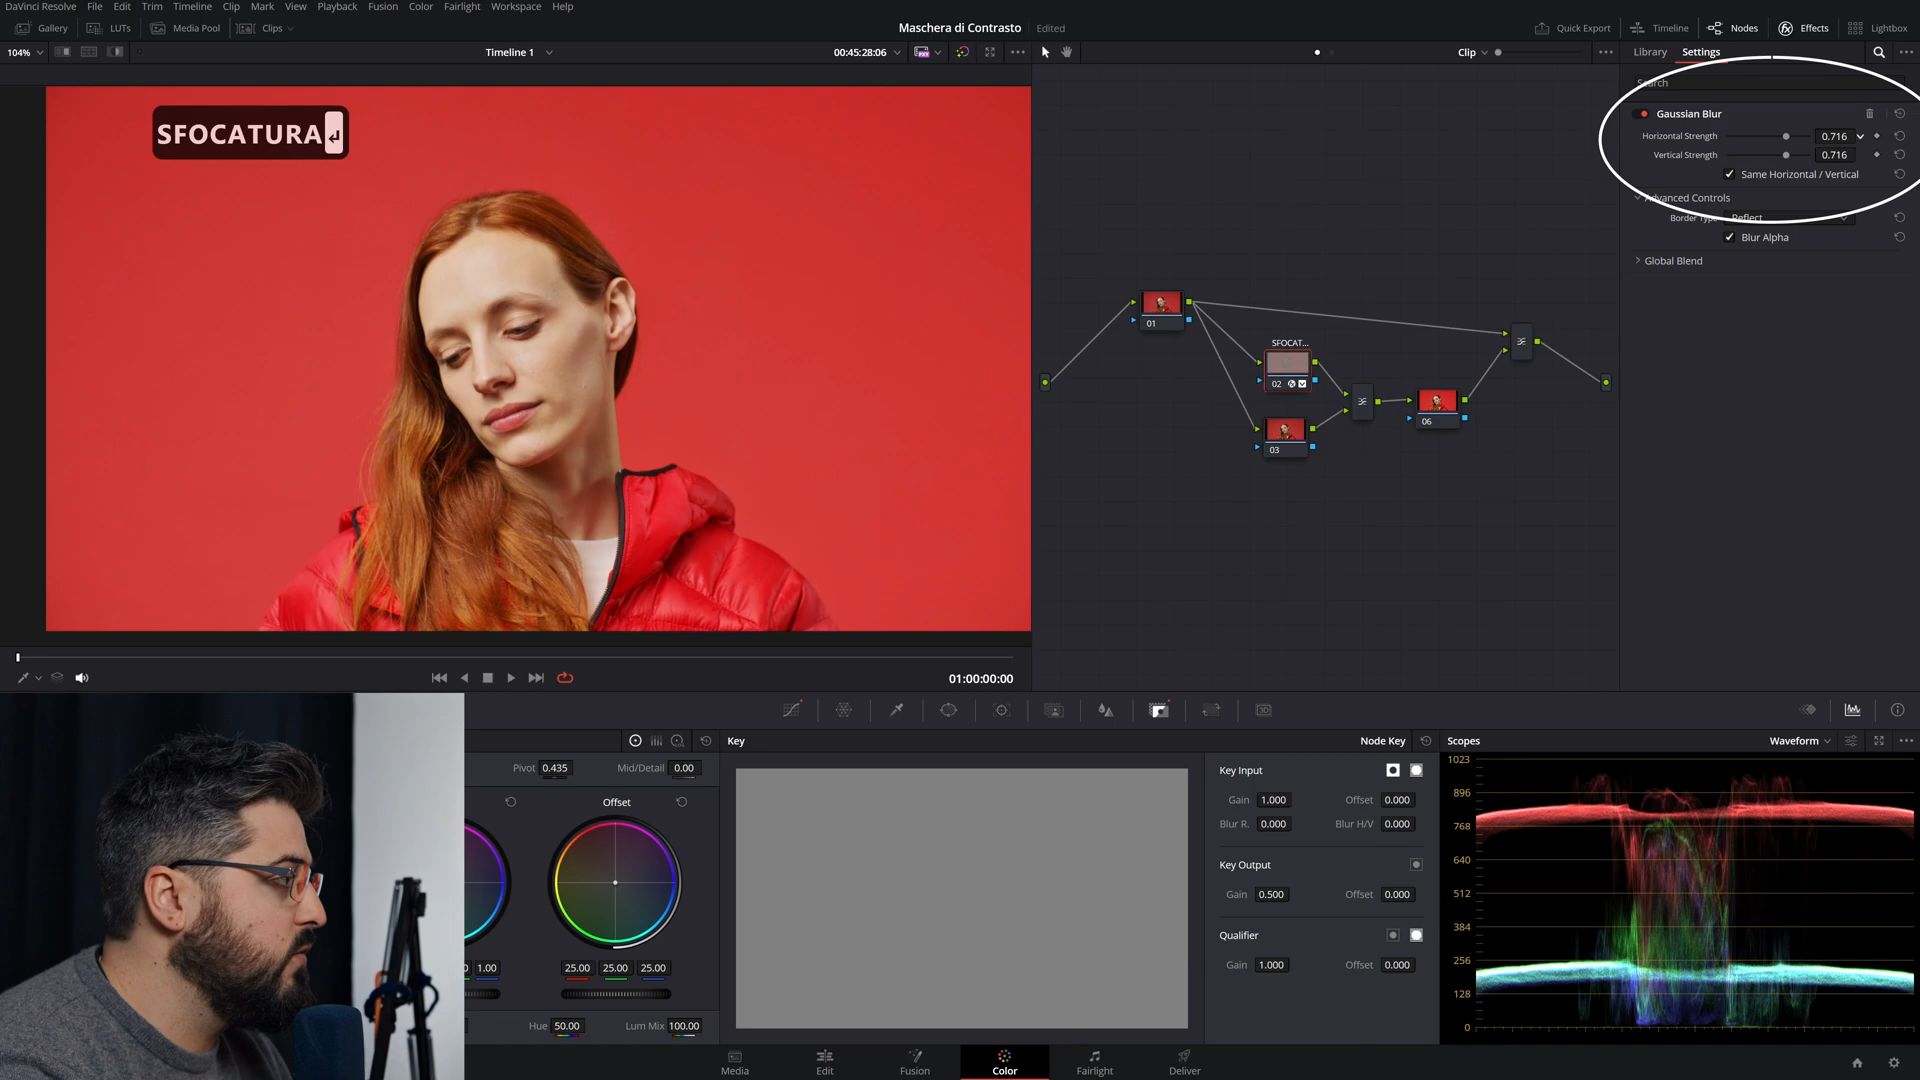 DaVinci Resolve File Edit Trim Timeline Clip Mark View Playback Fusion Color Fairlight Workspace Help
Gallery LUTs Media Pool Clips Maschera di Contrasto Edited Quick Export Timeline Nodes Effects Lightbox
104% Timeline 1 00:45:28:06 Clip Library Settings
Search
SFOCATURA
Gaussian Blur
Horizontal Strength 0.716
Vertical Strength 0.716
Same Horizontal / Vertical
Advanced Controls
Border Type Reflect
Blur Alpha
Global Blend
01
SFOCAT...
02
03
06
01:00:00:00
Key Node Key Scopes Waveform
Pivot 0.435 Mid/Detail 0.00
Offset
1.00
25.00 25.00 25.00
Hue 50.00 Lum Mix 100.00
Key Input
Gain 1.000 Offset 0.000
Blur R. 0.000 Blur H/V 0.000
Key Output
Gain 0.500 Offset 0.000
Qualifier
Gain 1.000 Offset 0.000
1023
896
768
640
512
384
256
128
0
Media Edit Fusion Color Fairlight Deliver